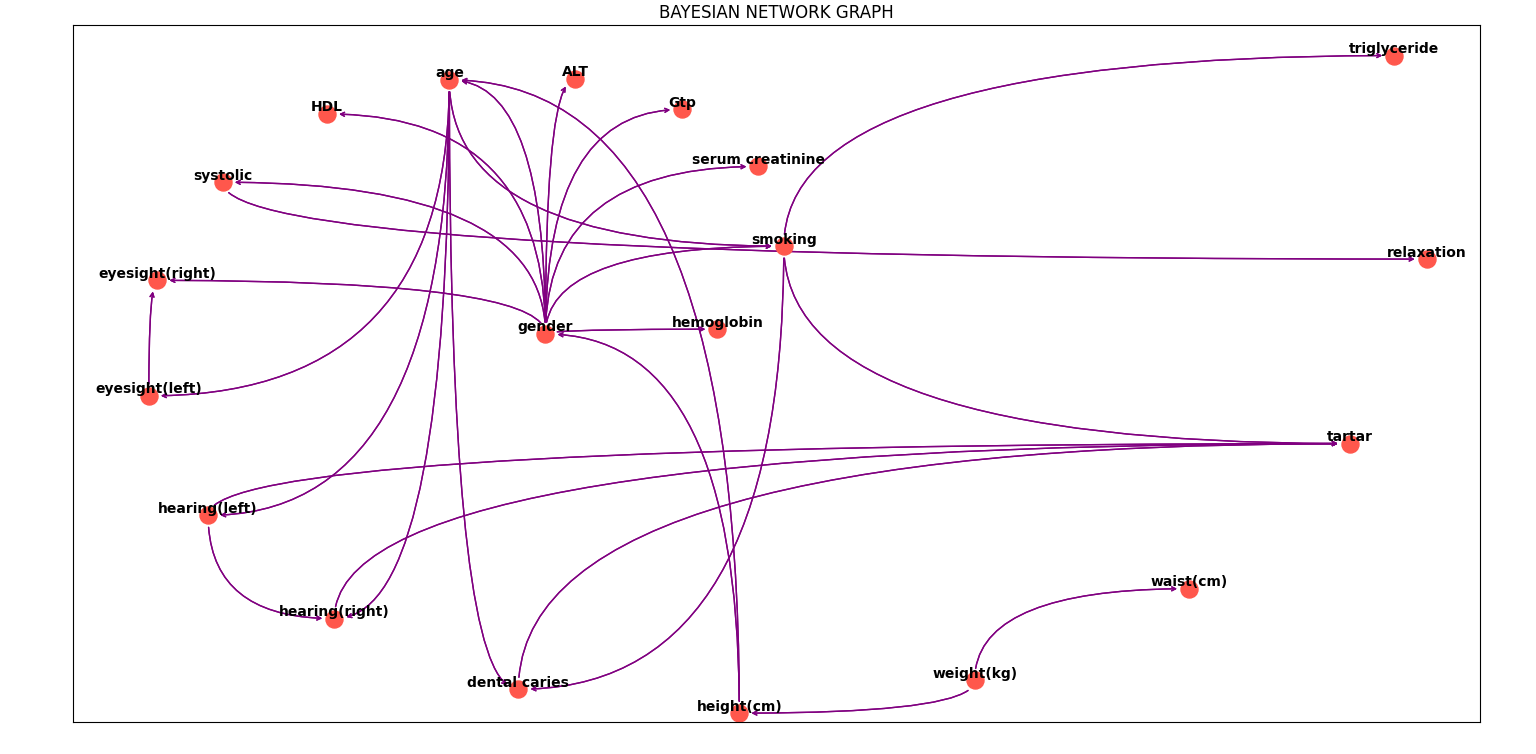 BAYESIAN NETWORK GRAPH
triglyceride
age
ALT
HDL
Gtp
serum creatinine
systolic
smoking
relaxation
eyesight(right)
hemoglobin
gender
eyesight(left)
tartar
hearing(left)
waist(cm)
hearing(right)
weight(kg)
dental caries
height(cm)